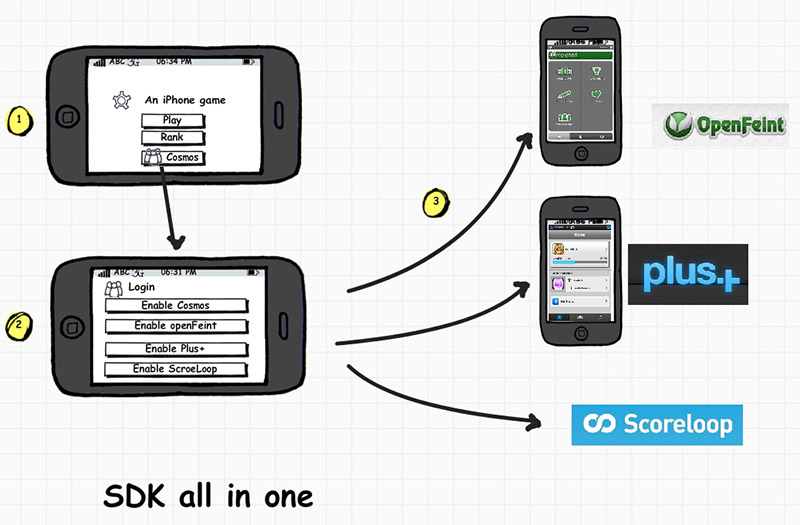 1
ABC 3G 06:34 PM
An iPhone game
Play
Rank
Cosmos
2
ABC 3G 06:31 PM
Login
Enable Cosmos
Enable openFeint
Enable Plus+
Enable ScroeLoop
3
OpenFeint
plus.+
Scoreloop
SDK all in one